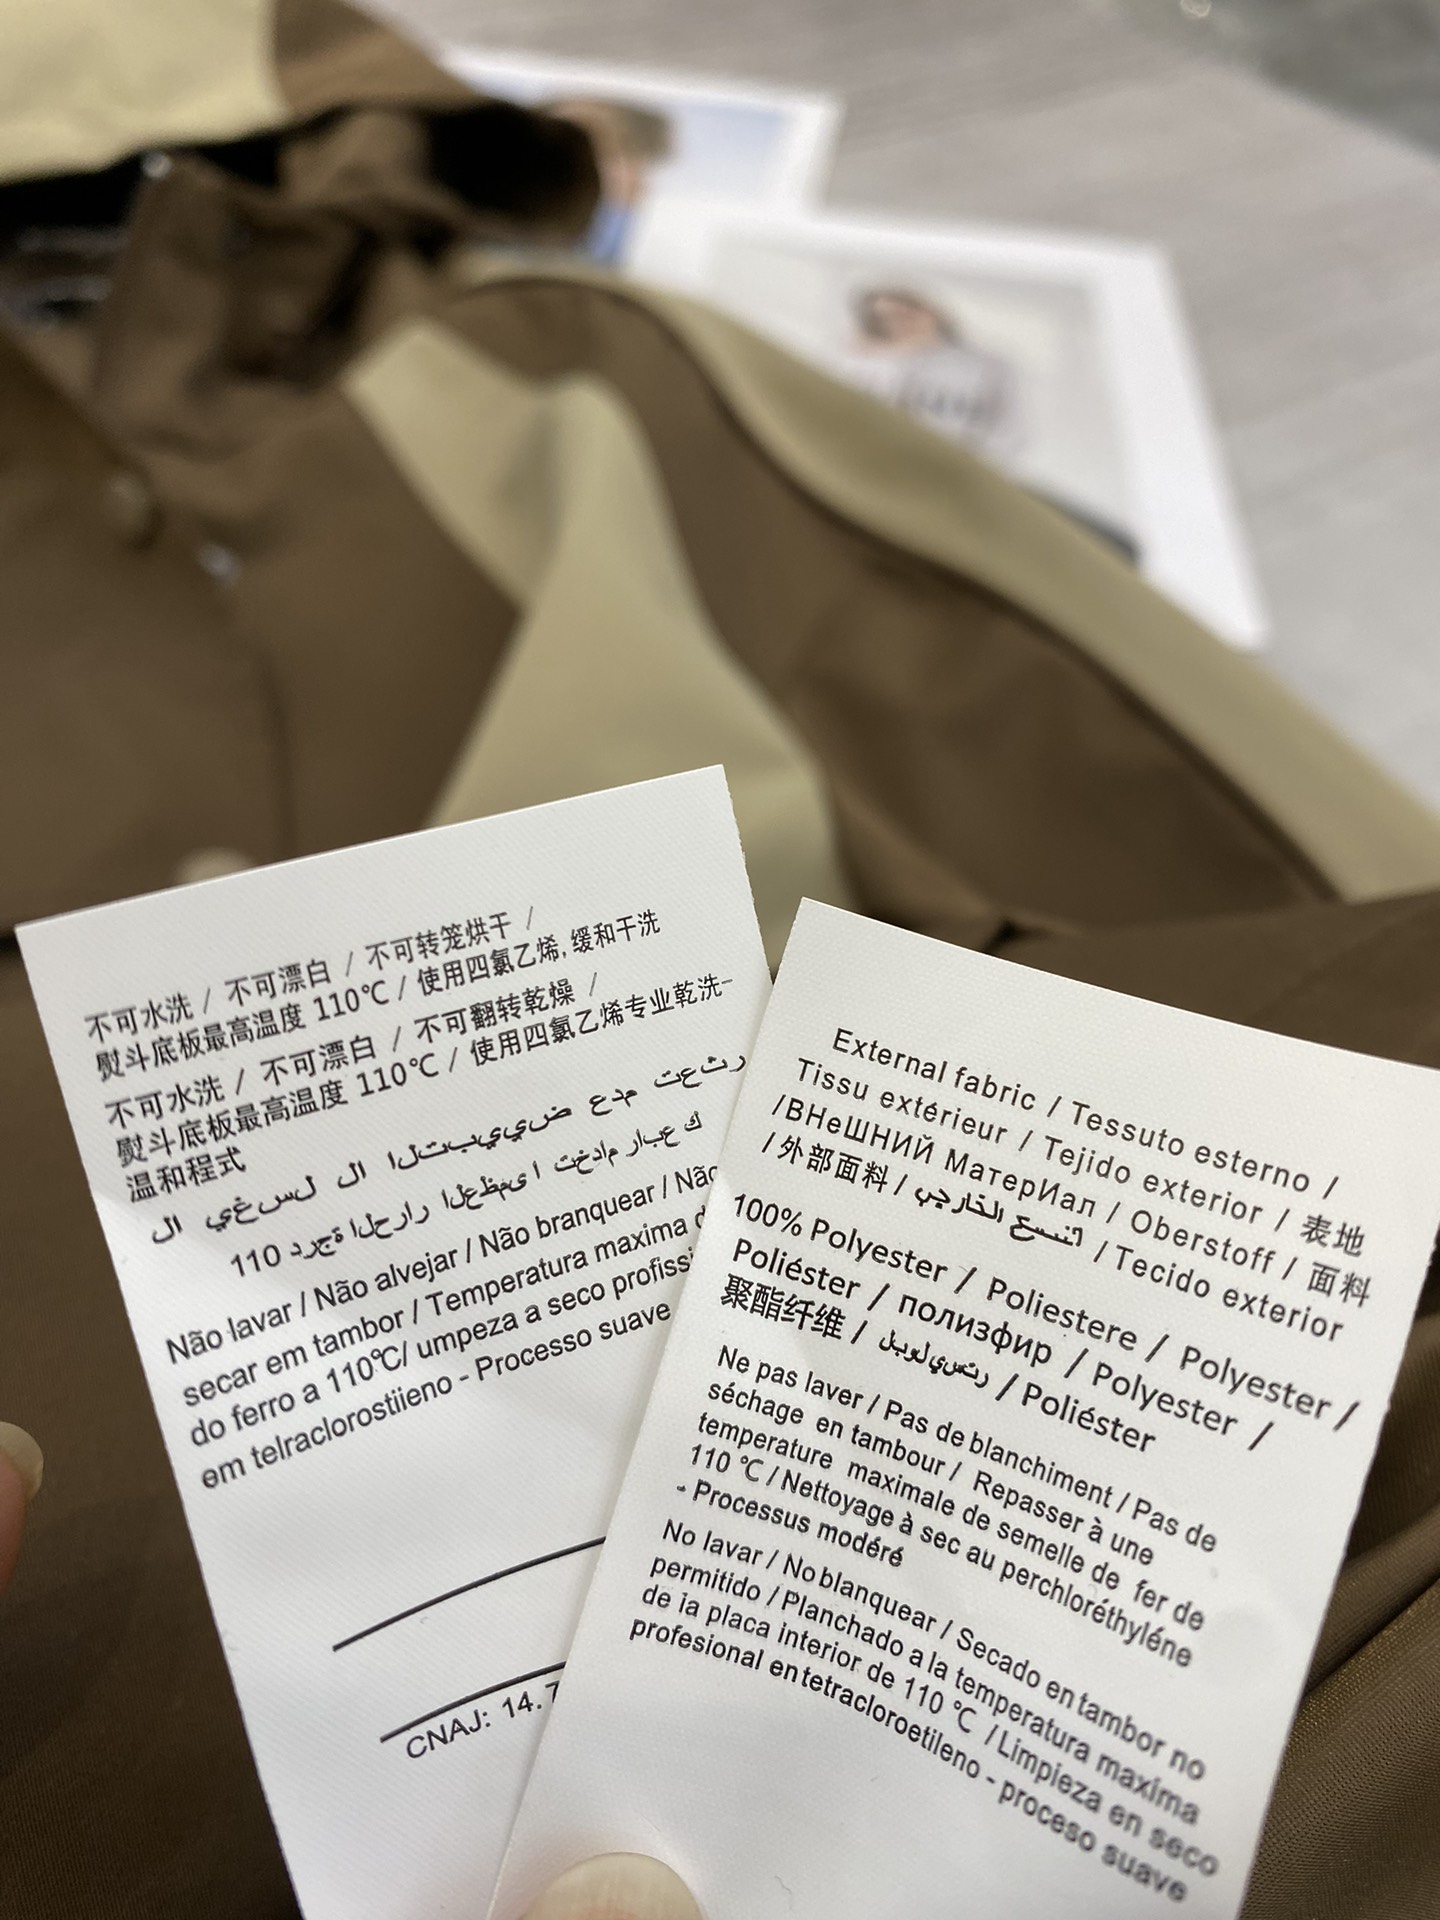 不可水洗 / 不可漂白 / 不可转笼烘干 /
熨斗底板最高温度 110℃ / 使用四氯乙烯, 缓和干洗
不可水洗 / 不可漂白 / 不可翻转乾燥 /
熨斗底板最高温度 110℃ / 使用四氯乙烯专业乾洗-
温和程式
110
Não lavar / Não alvejar / Não branquear / Não
secar em tambor / Temperatura maxima
do ferro a 110℃/ umpeza a seco profissi
em telraclorostiieno - Processo suave
CNAJ: 14.7
External fabric / Tessuto esterno /
Tissu extérieur / Tejido exterior / 表地
/ВНеШНИЙ МатерИал / Oberstoff / 面料
/ 外部面料 / / Tecido exterior
100% Polyester / Poliestere / Polyester /
Poliéster / полиэфир / Polyester /
聚酯纤维 / / Poliéster
Ne pas laver / Pas de blanchiment / Pas de
séchage en tambour / Repasser à une
temperature maximale de semelle de fer de
110 ℃ / Nettoyage à sec au perchloréthyléne
- Processus modéré
No lavar / No blanquear / Secado en tambor no
permitido / Planchado a la temperatura maxima
de ia placa interior de 110 ℃ / Limpieza en seco
profesional en tetracloroetileno - proceso suave